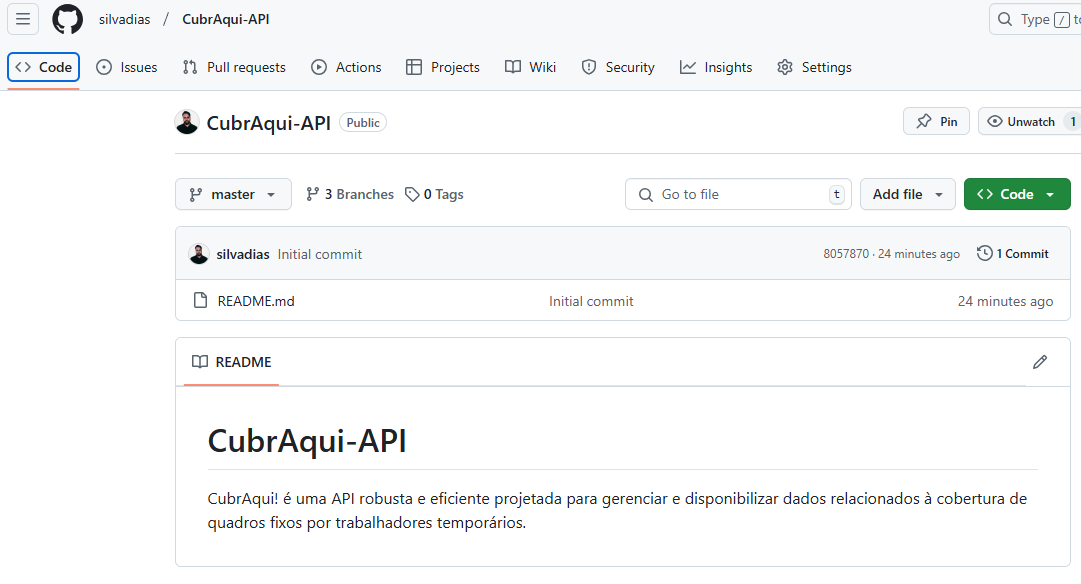 silvadias / CubrAqui-API
Type / to
Code Issues Pull requests Actions Projects Wiki Security Insights Settings
CubrAqui-API Public
Pin Unwatch 1
master 3 Branches 0 Tags Go to file t Add file Code
silvadias Initial commit 8057870 · 24 minutes ago 1 Commit
README.md Initial commit 24 minutes ago
README
CubrAqui-API
CubrAqui! é uma API robusta e eficiente projetada para gerenciar e disponibilizar dados relacionados à cobertura de
quadros fixos por trabalhadores temporários.